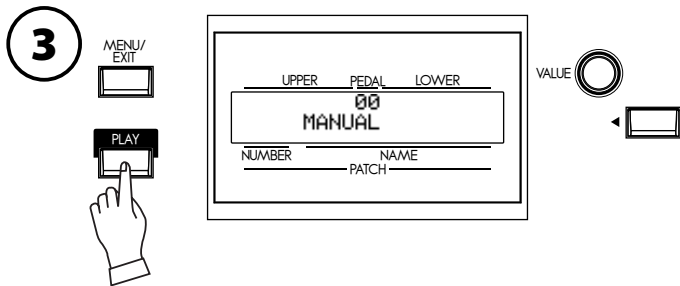 3
MENU/
EXIT
PLAY
UPPER PEDAL LOWER
00
MANUAL
NUMBER NAME
PATCH
VALUE